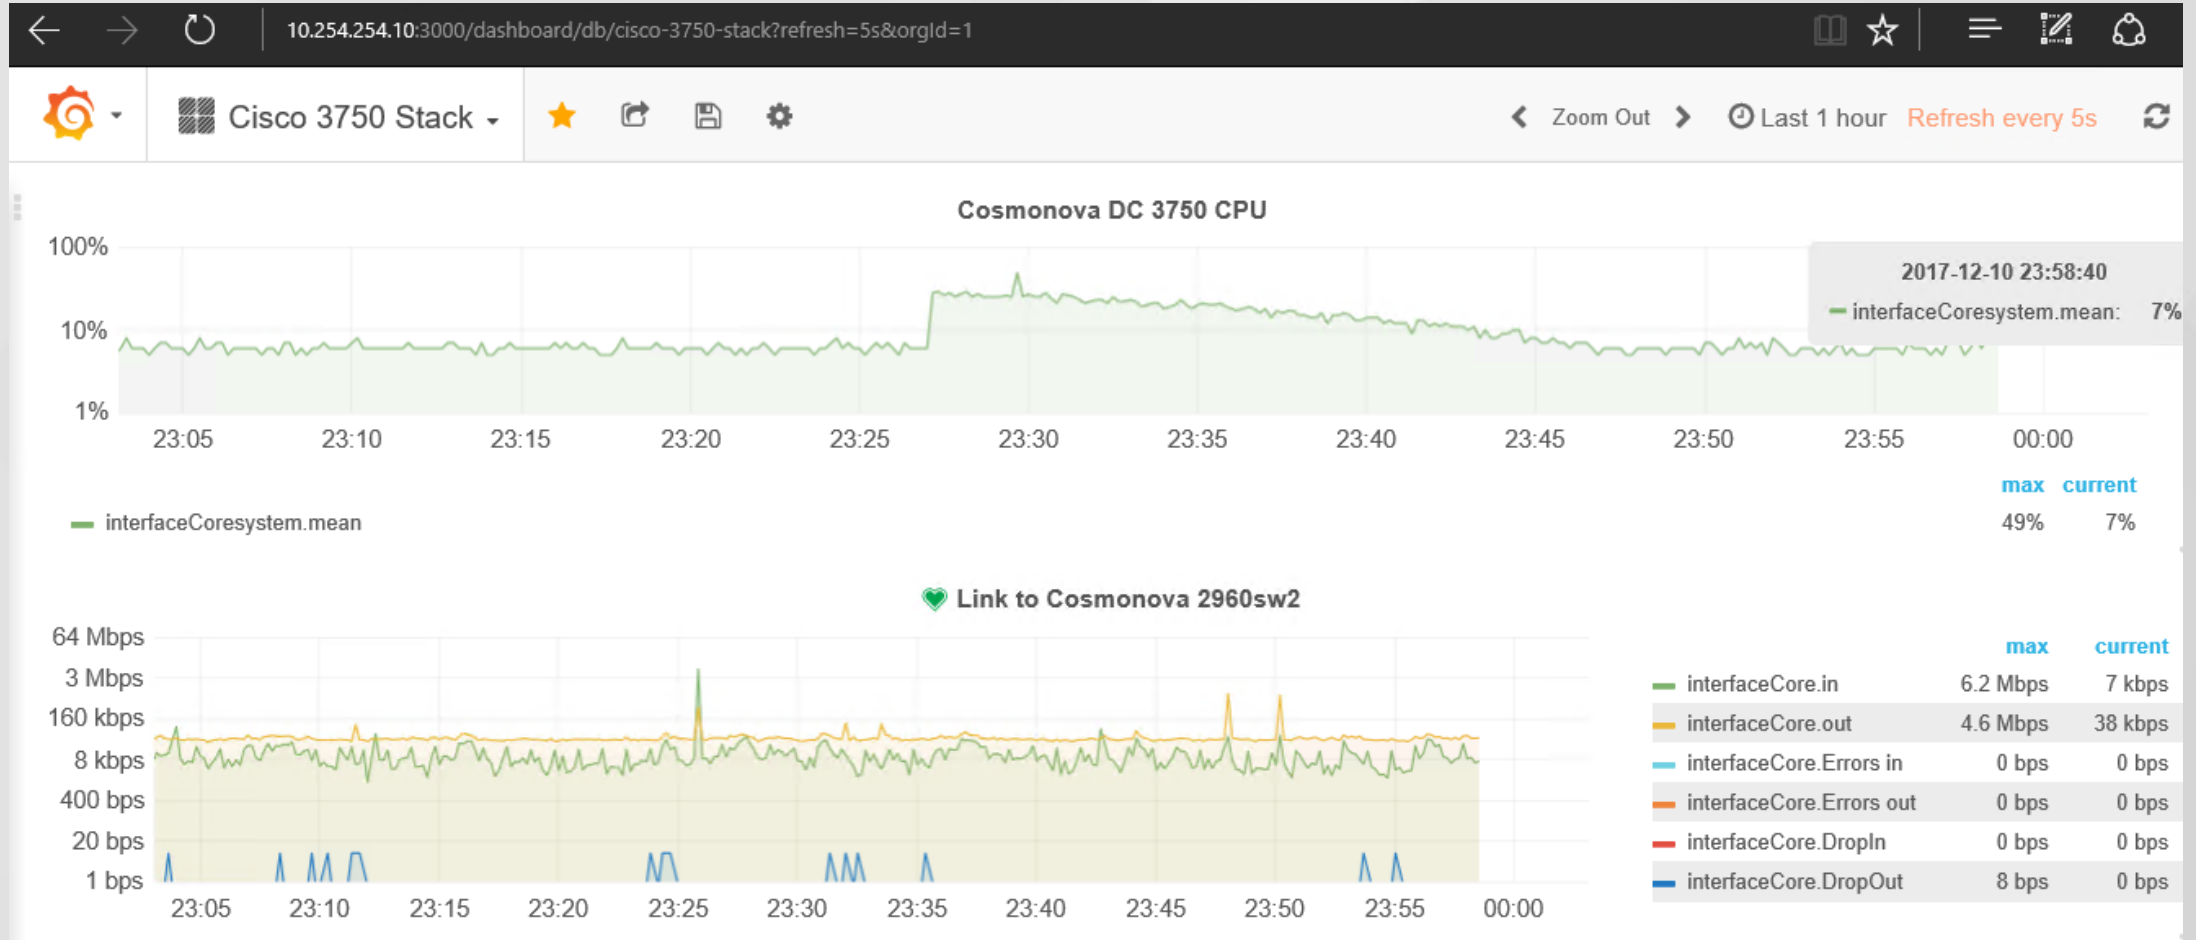 10.254.254.10:3000/dashboard/db/cisco-3750-stack?refresh=5s&orgId=1
Cisco 3750 Stack
Zoom Out
Last 1 hour
Refresh every 5s
Cosmonova DC 3750 CPU
100%
10%
1%
2017-12-10 23:58:40
interfaceCoresystem.mean: 7%
23:05 23:10 23:15 23:20 23:25 23:30 23:35 23:40 23:45 23:50 23:55 00:00
max current
interfaceCoresystem.mean 49% 7%
Link to Cosmonova 2960sw2
64 Mbps
3 Mbps
160 kbps
8 kbps
400 bps
20 bps
1 bps
23:05 23:10 23:15 23:20 23:25 23:30 23:35 23:40 23:45 23:50 23:55 00:00
max current
interfaceCore.in 6.2 Mbps 7 kbps
interfaceCore.out 4.6 Mbps 38 kbps
interfaceCore.Errors in 0 bps 0 bps
interfaceCore.Errors out 0 bps 0 bps
interfaceCore.DropIn 0 bps 0 bps
interfaceCore.DropOut 8 bps 0 bps